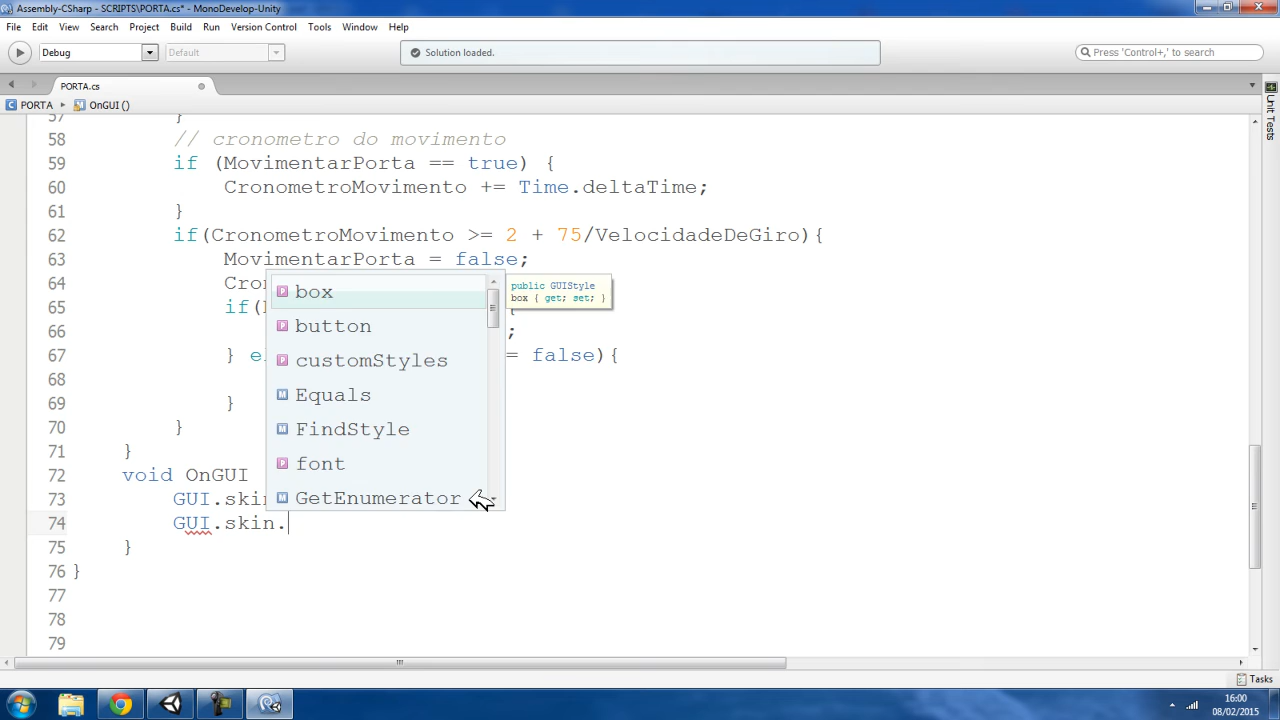 Assembly-CSharp - SCRIPTS\PORTA.cs* - MonoDevelop-Unity
File Edit View Search Project Build Run Version Control Tools Window Help
Debug Default Solution loaded. Press 'Control+,' to search
PORTA.cs
PORTA OnGUI ()
57 }
58 // cronometro do movimento
59 if (MovimentarPorta == true) {
60 CronometroMovimento += Time.deltaTime;
61 }
62 if(CronometroMovimento >= 2 + 75/VelocidadeDeGiro){
63 MovimentarPorta = false;
64 Cro
65 if( {
66 ;
67 } e = false){
68
69 }
70 }
71 }
72 void OnGUI
73 GUI.skin
74 GUI.skin.
75 }
76 }
77
78
79
box
button
customStyles
Equals
FindStyle
font
GetEnumerator
public GUIStyle
box { get; set; }
Unit Tests
Tasks
16:00
08/02/2015